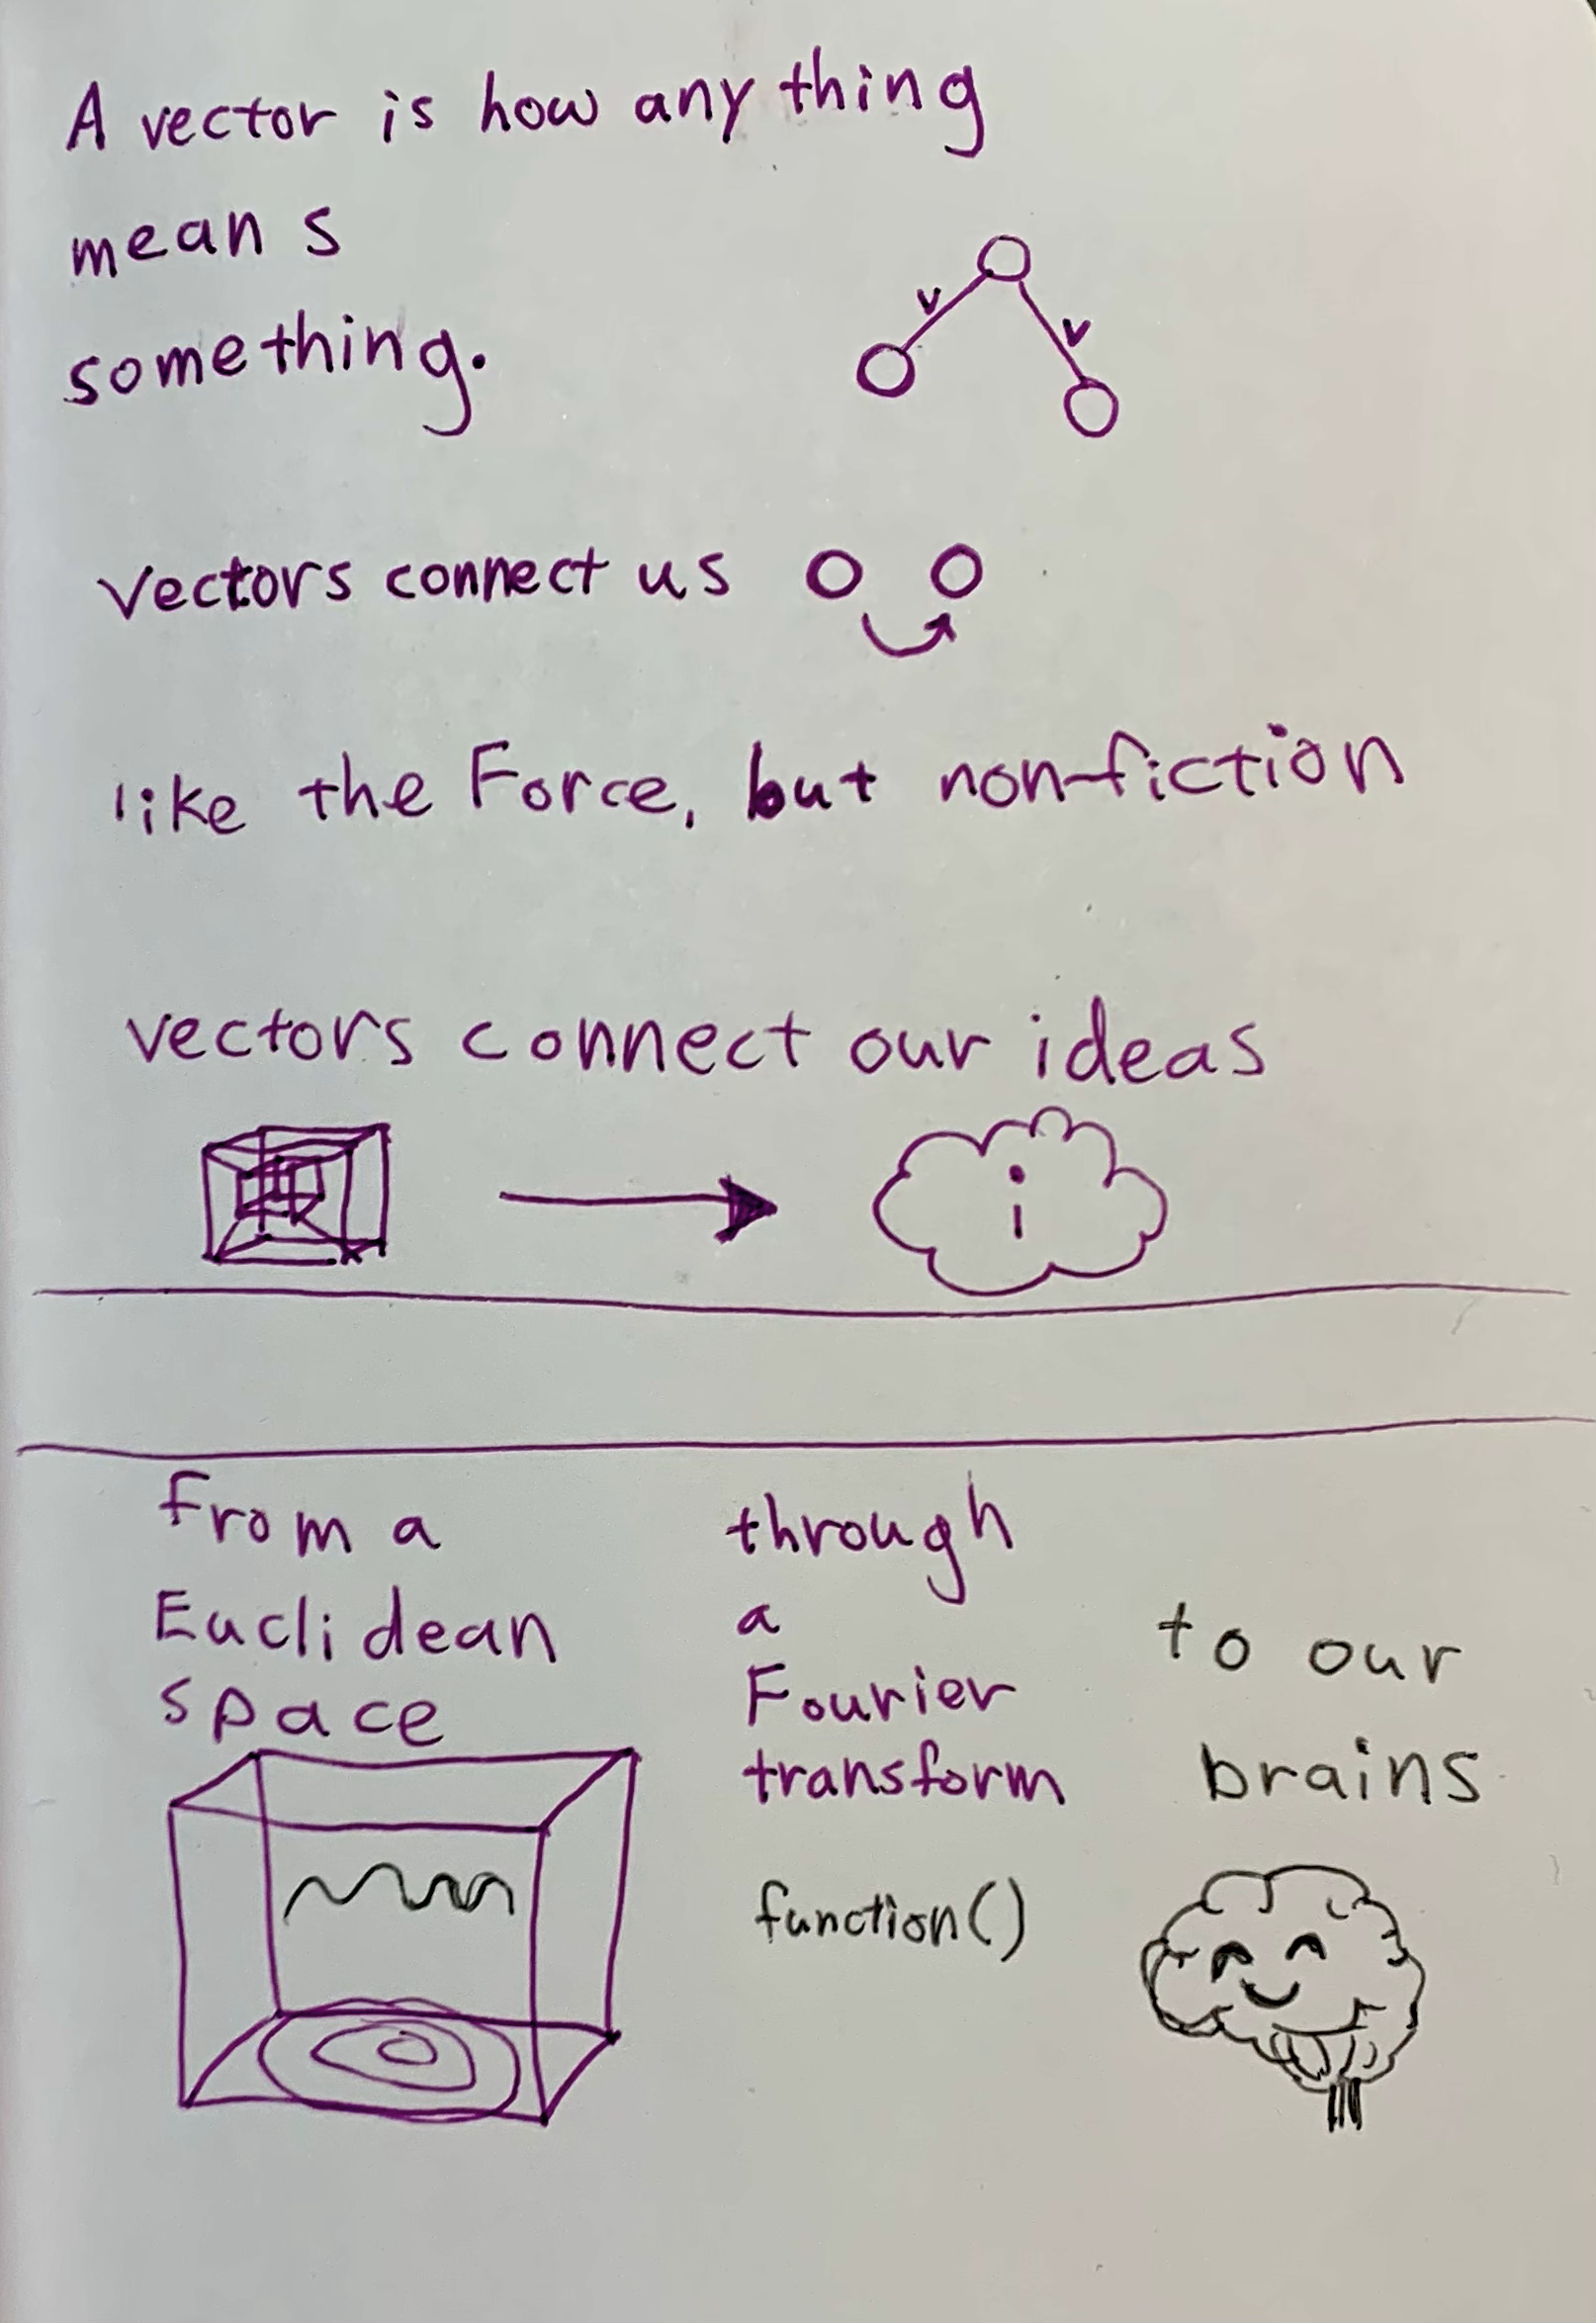 A vector is how any thing
means
something.
v
v
vectors connect us
like the Force, but non-fiction
vectors connect our ideas
i
from a
Euclidean
space
through
a
Fourier
transform
function()
to our
brains